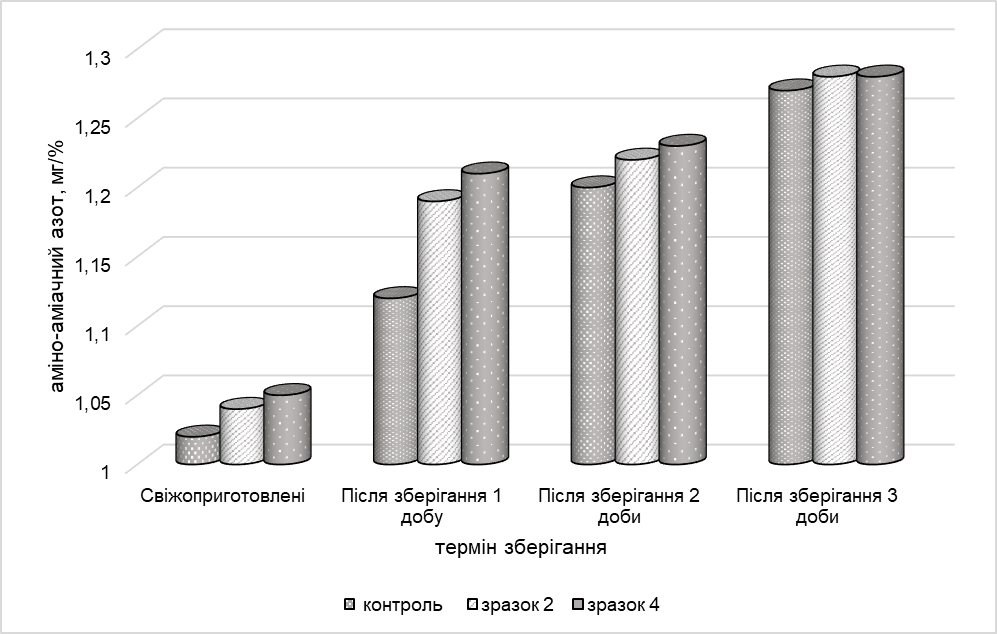 1,3
1,25
1,2
1,15
1,1
1,05
1
аміно-аміачний азот, мг/%
Свіжоприготовлені
Після зберігання 1
добу
Після зберігання 2
доби
Після зберігання 3
доби
термін зберігання
контроль
зразок 2
зразок 4